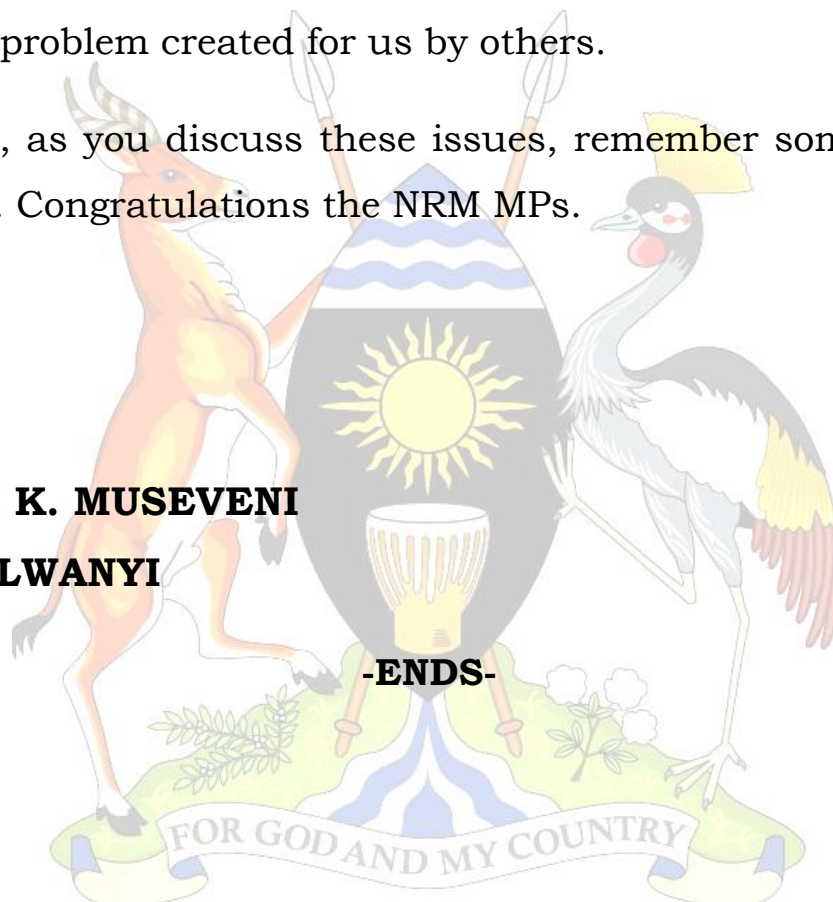 problem created for us by others.
, as you discuss these issues, remember som
. Congratulations the NRM MPs.
K. MUSEVENI
LWANYI
-ENDS-
FOR GOD AND MY COUNTRY